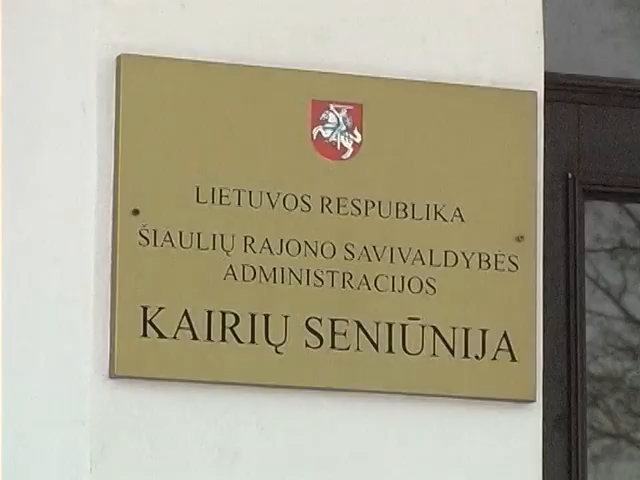 LIETUVOS RESPUBLIKA
ŠIAULIŲ RAJONO SAVIVALDYBĖS
ADMINISTRACIJOS
KAIRIŲ SENIŪNIJA